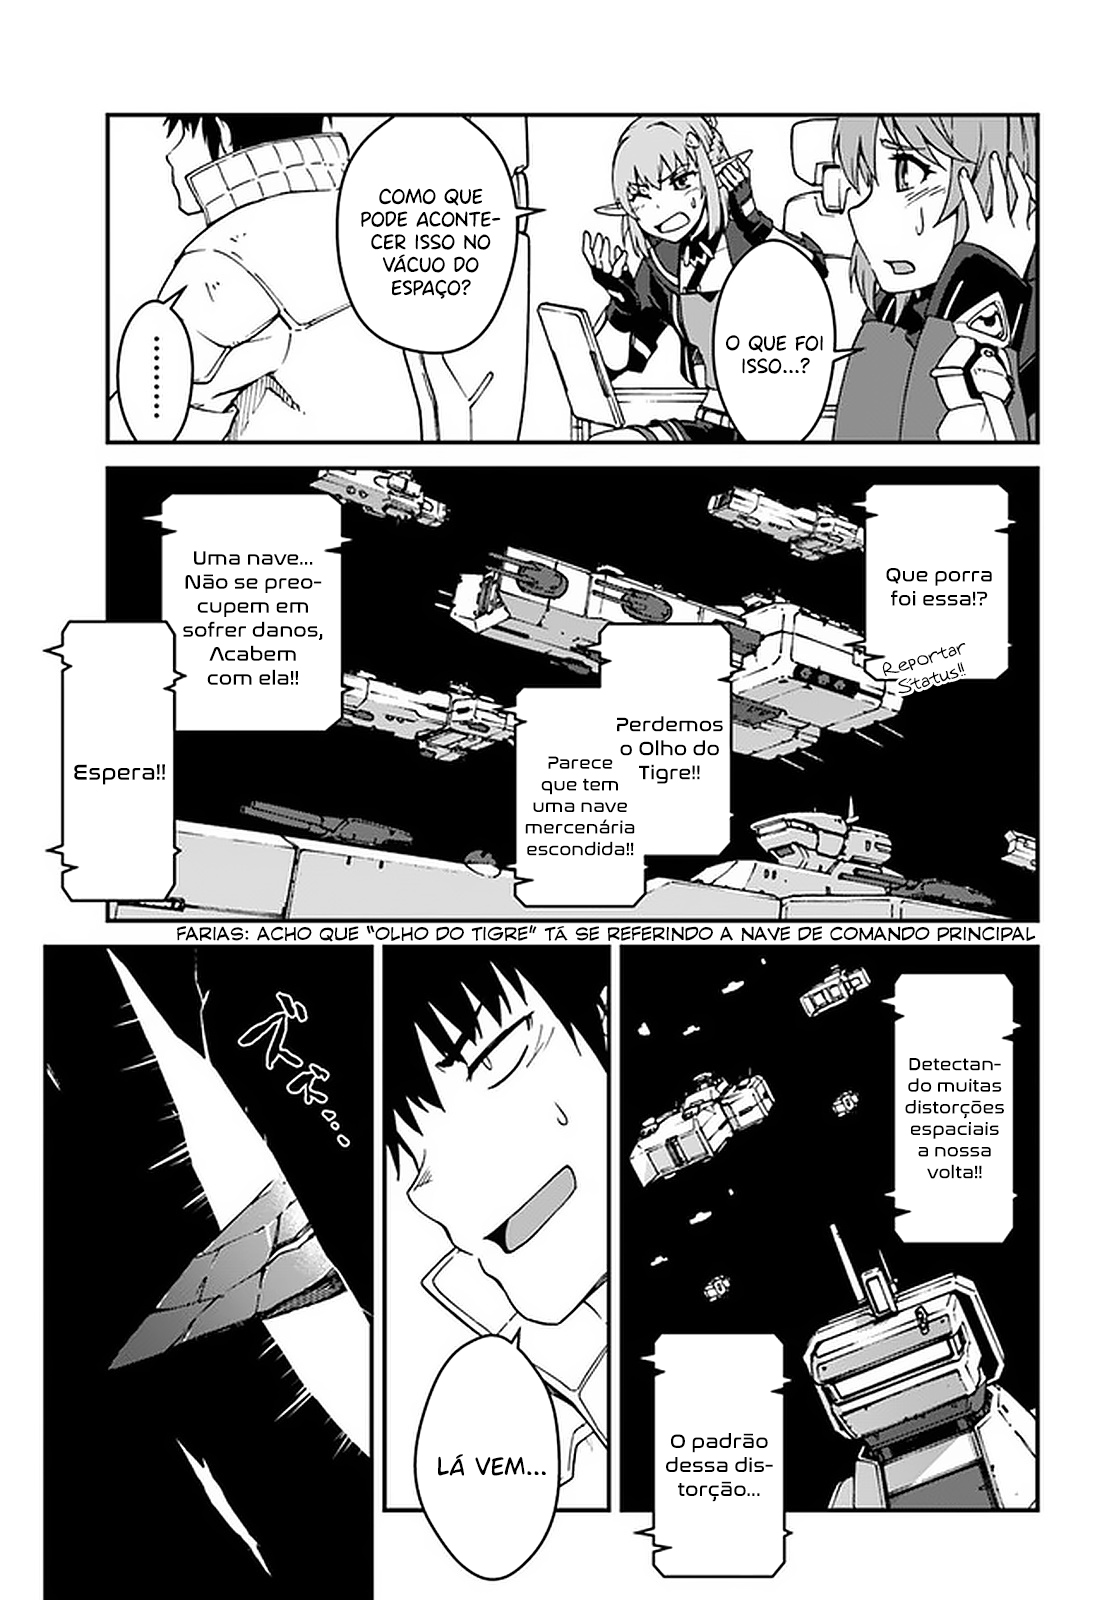 O QUE FOI
ISSO...?
COMO QUE
PODE ACONTE-
CER ISSO NO
VÁCUO DO
ESPAÇO?
.........
Que porra
foi essa!?
Reportar
Status!!
Perdemos
o Olho do
Tigre!!
Parece
que tem
uma nave
mercenária
escondida!!
Uma nave...
Não se preo-
cupem em
sofrer danos,
Acabem
com ela!!
Espera!!
FARIAS: ACHO QUE “OLHO DO TIGRE” TÁ SE REFERINDO A NAVE DE COMANDO PRINCIPAL
Detectan-
do muitas
distorções
espaciais
a nossa
volta!!
O padrão
dessa dis-
torção...
LÁ VEM...
ズズズ...